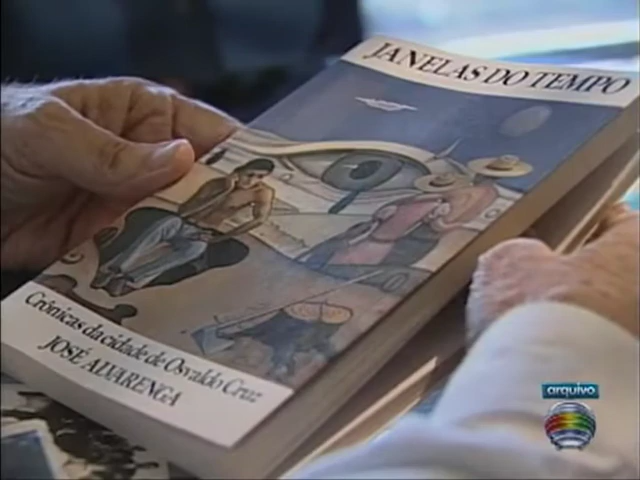 JANELAS DO TEMPO
Crônicas da cidade de Osvaldo Cruz
JOSÉ ALVARENGA
arquivo